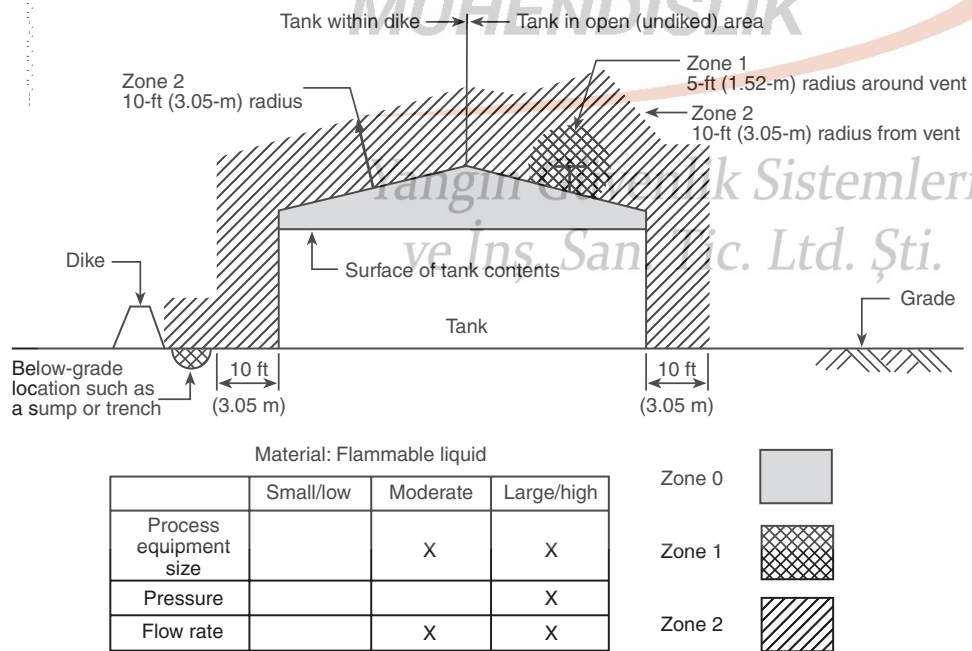 MÜHENDİSLİK
Tank within dike
Tank in open (undiked) area
Zone 2
10-ft (3.05-m) radius
Zone 1
5-ft (1.52-m) radius around vent
Zone 2
10-ft (3.05-m) radius from vent
Yangın Güvenlik Sistemleri
ve İnş. San. Tic. Ltd. Şti.
Dike
Surface of tank contents
Grade
Tank
Below-grade
location such as
a sump or trench
10 ft
(3.05 m)
10 ft
(3.05 m)
Material: Flammable liquid
Small/low Moderate Large/high
Process
equipment
size X X
Pressure X
Flow rate X X
Zone 0
Zone 1
Zone 2